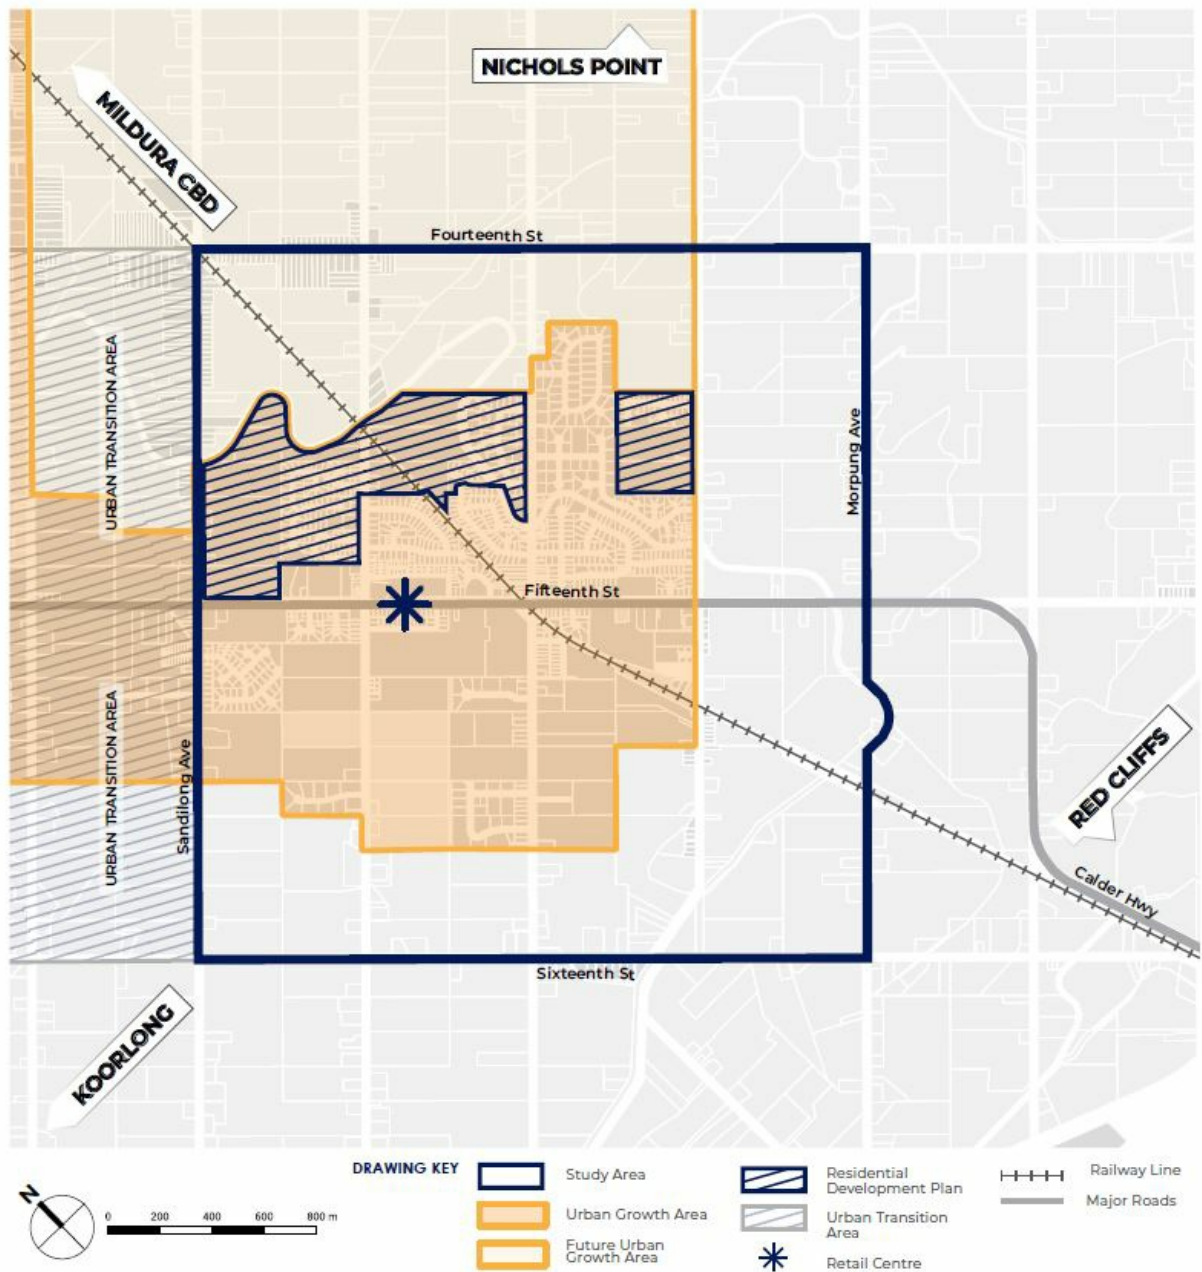 NICHOLS POINT
MILDURA CBD
Fourteenth St
URBAN TRANSITION AREA
Morpung Ave
Fifteenth St
URBAN TRANSITION AREA
Sandilong Ave
RED CLIFFS
Calder Hwy
Sixteenth St
KOORLONG
DRAWING KEY
Study Area
Urban Growth Area
Future Urban
Growth Area
Residential
Development Plan
Urban Transition
Area
Retail Centre
Railway Line
Major Roads
N
0 200 400 600 800 m